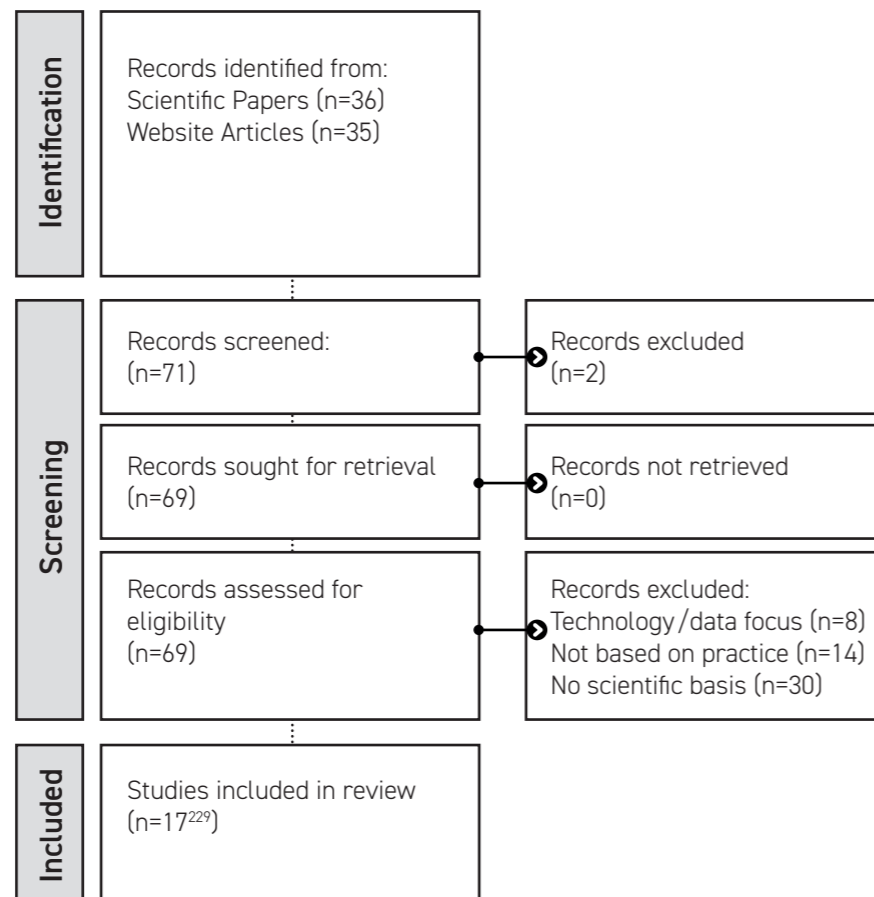 Identification
Records identified from:
Scientific Papers (n=36)
Website Articles (n=35)
Screening
Records screened:
(n=71)
Records excluded
(n=2)
Records sought for retrieval
(n=69)
Records not retrieved
(n=0)
Records assessed for
eligibility
(n=69)
Records excluded:
Technology/data focus (n=8)
Not based on practice (n=14)
No scientific basis (n=30)
Included
Studies included in review
(n=17²²⁹)